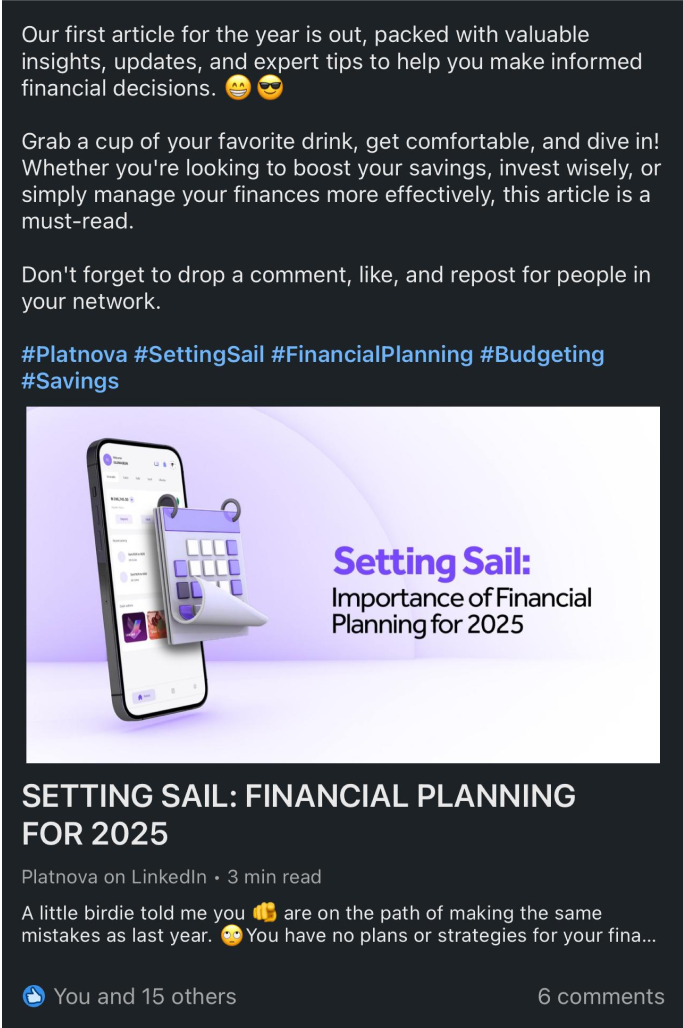 Our first article for the year is out, packed with valuable
insights, updates, and expert tips to help you make informed
financial decisions. 😁😎
Grab a cup of your favorite drink, get comfortable, and dive in!
Whether you're looking to boost your savings, invest wisely, or
simply manage your finances more effectively, this article is a
must-read.
Don't forget to drop a comment, like, and repost for people in
your network.
#Platnova #SettingSail #FinancialPlanning #Budgeting
#Savings
Setting Sail:
Importance of Financial
Planning for 2025
SETTING SAIL: FINANCIAL PLANNING
FOR 2025
Platnova on LinkedIn • 3 min read
A little birdie told me you 🫵 are on the path of making the same
mistakes as last year. 🙄You have no plans or strategies for your fina...
You and 15 others
6 comments